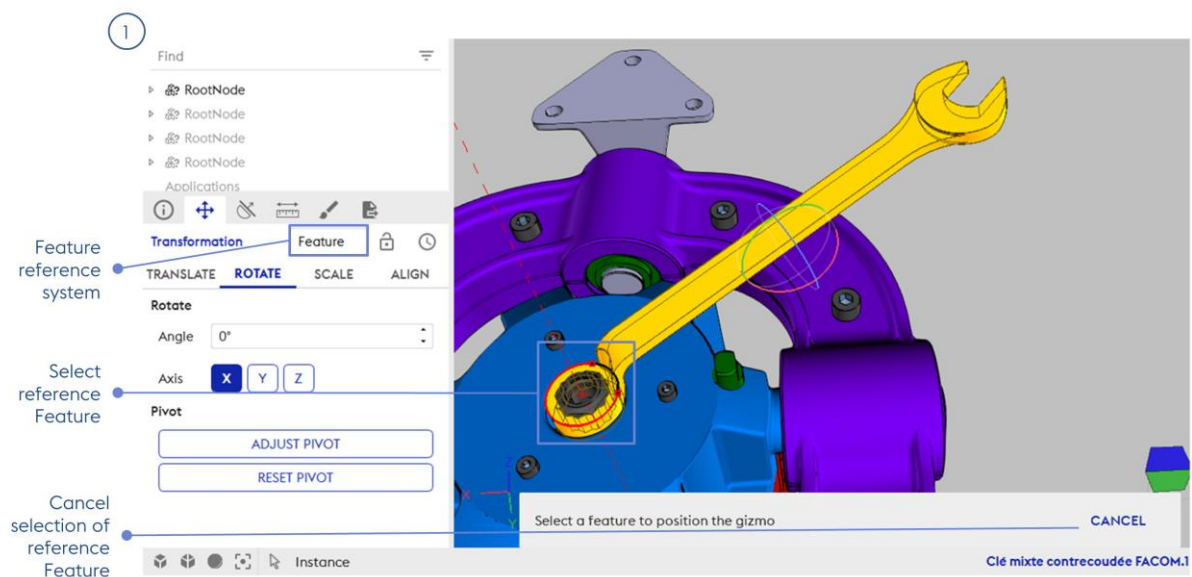 1
Find
RootNode
RootNode
RootNode
RootNode
Applications
Transformation Feature
TRANSLATE ROTATE SCALE ALIGN
Rotate
Angle 0°
Axis X Y Z
Pivot
ADJUST PIVOT
RESET PIVOT
Feature
reference
system
Select
reference
Feature
Cancel
selection of
reference
Feature
Z
X
Y
Select a feature to position the gizmo CANCEL
Instance
Clé mixte contrecoudée FACOM.1